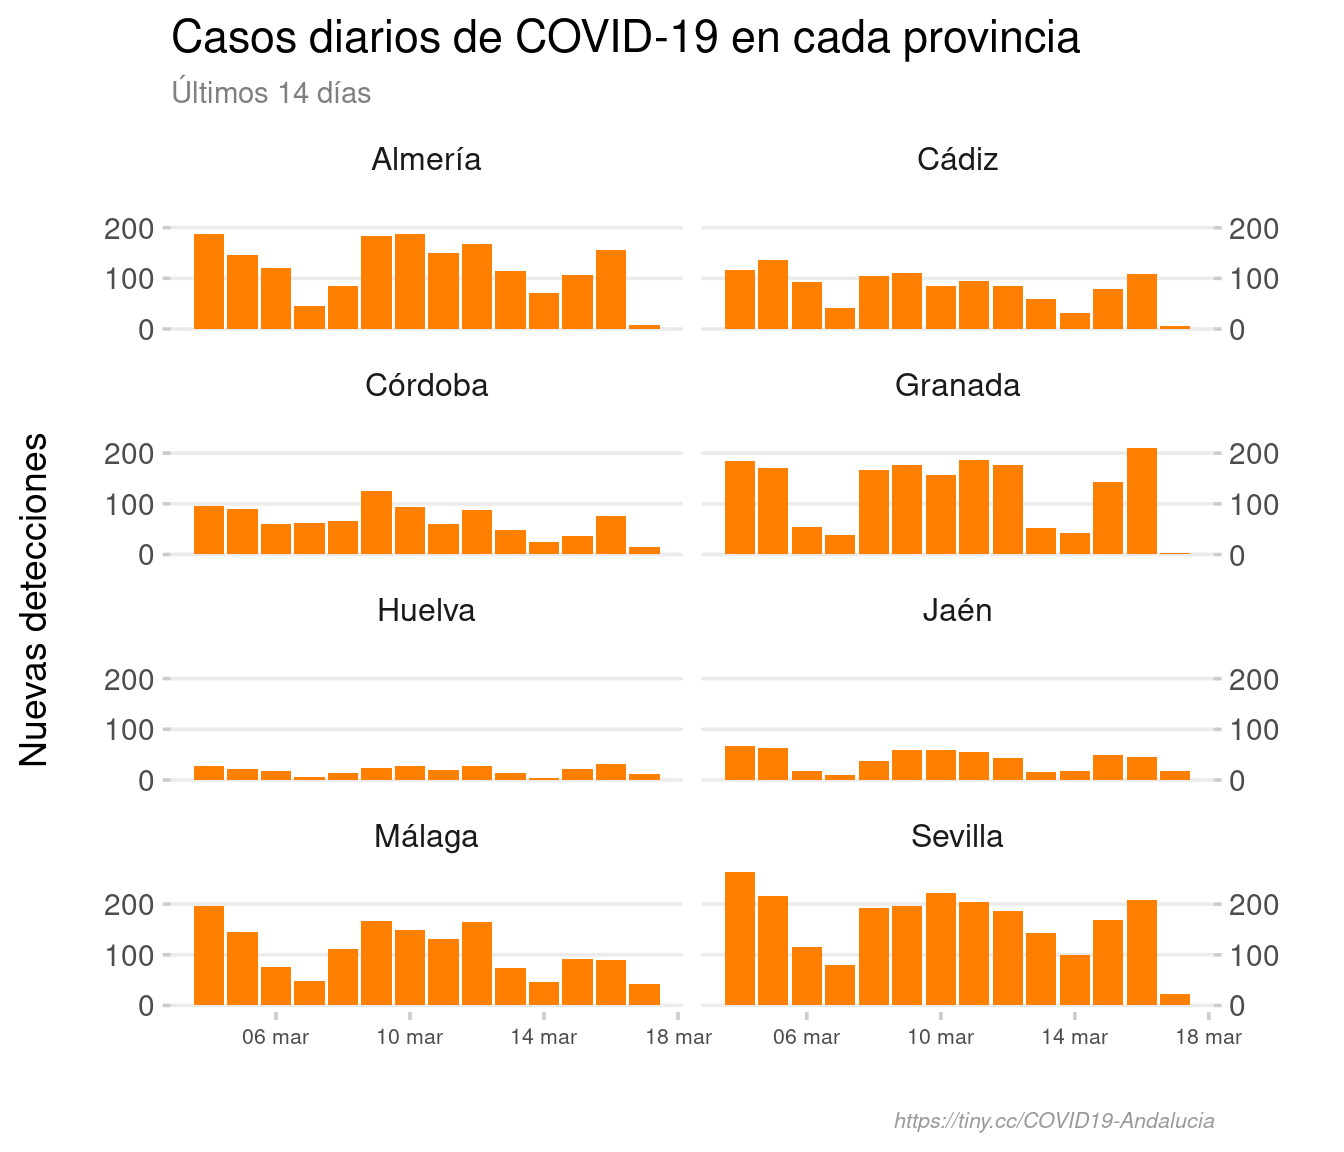 Casos diarios de COVID-19 en cada provincia
Últimos 14 días
Nuevas detecciones
Almería
Cádiz
200
100
0
200
100
0
Córdoba
Granada
200
100
0
200
100
0
Huelva
Jaén
200
100
0
200
100
0
Málaga
Sevilla
200
100
0
200
100
0
06 mar 10 mar 14 mar 18 mar
06 mar 10 mar 14 mar 18 mar
https://tiny.cc/COVID19-Andalucia